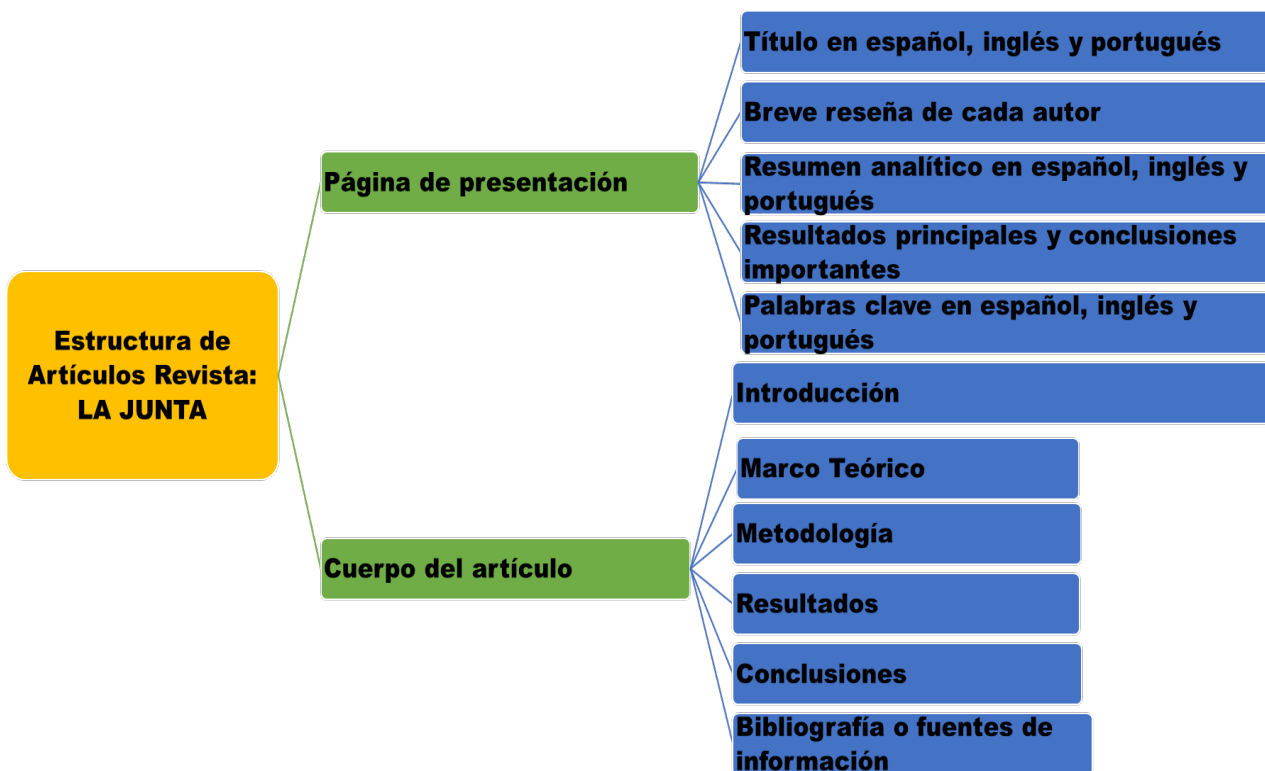 Estructura de
Artículos Revista:
LA JUNTA
Página de presentación
Título en español, inglés y portugués
Breve reseña de cada autor
Resumen analítico en español, inglés y
portugués
Resultados principales y conclusiones
importantes
Palabras clave en español, inglés y
portugués
Cuerpo del artículo
Introducción
Marco Teórico
Metodología
Resultados
Conclusiones
Bibliografía o fuentes de
información